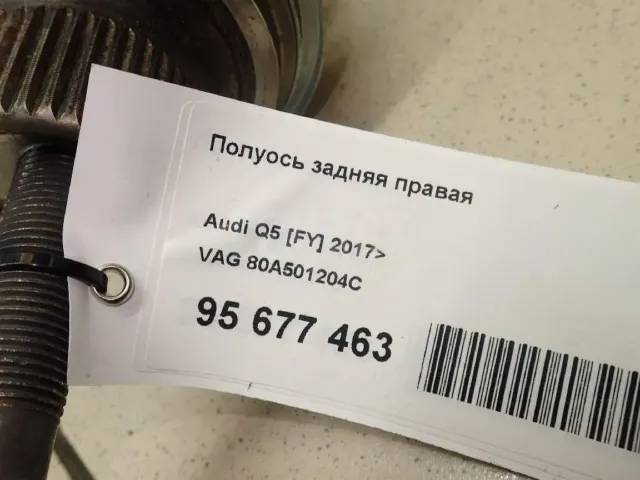 Полуось задняя правая
Audi Q5 [FY] 2017>
VAG 80A501204C
95 677 463